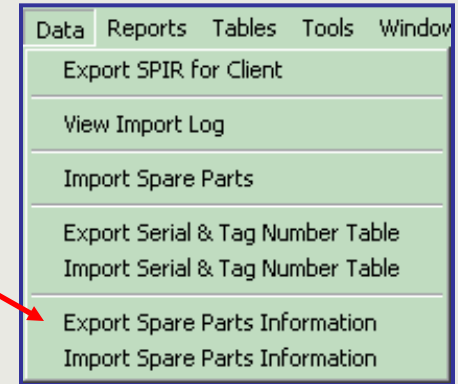 Data Reports Tables Tools Window
Export SPIR for Client
View Import Log
Import Spare Parts
Export Serial & Tag Number Table
Import Serial & Tag Number Table
Export Spare Parts Information
Import Spare Parts Information